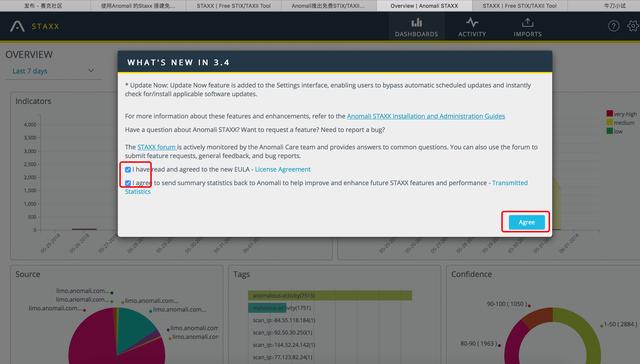 发布 - 赛克社区
使用Anomali 的Staxx 搭建免...
STAXX | Free STIX/TAXII Tool
Anomali推出免费STIX/TAXII...
Overview | Anomali STAXX
STAXX | Free STIX/TAXII Tool
牛刀小试
STAXX
DASHBOARDS
ACTIVITY
IMPORTS
OVERVIEW
Last 7 days
WHAT'S NEW IN 3.4
* Update Now: Update Now feature is added to the Settings interface, enabling users to bypass automatic scheduled updates and instantly
check for/install applicable software updates.
For more information about these features and enhancements, refer to the Anomali STAXX Installation and Administration Guides
Have a question about Anomali STAXX? Want to request a feature? Need to report a bug?
The STAXX forum is actively monitored by the Anomali Care team and provides answers to common questions. You can also use the forum to
submit feature requests, general feedback, and bug reports.
I have read and agreed to the new EULA - License Agreement
I agree to send summary statistics back to Anomali to help improve and enhance future STAXX features and performance - Transmitted
Statistics
Agree
Indicators
4,000
3,500
3,000
2,500
2,000
1,500
1,000
500
0
05-25-2018
05-26-2018
very-high
medium
low
Source
limo.anomali.com...
limo.anomali.com...
limo.anomali.com...
limo.anomali.com...
limo.anomali.com
limo.anomali.com...
Tags
anomalous-activity(7515)
scan_ip:-84.55.118.184(1)
scan_ip:-92.50.30.250(1)
scan_ip:-164.52.24.142(1)
scan_ip:-77.123.82.24(1)
Confidence
90-100 ( 1050 )
1-50 ( 2884 )
80-90 ( 1963 )